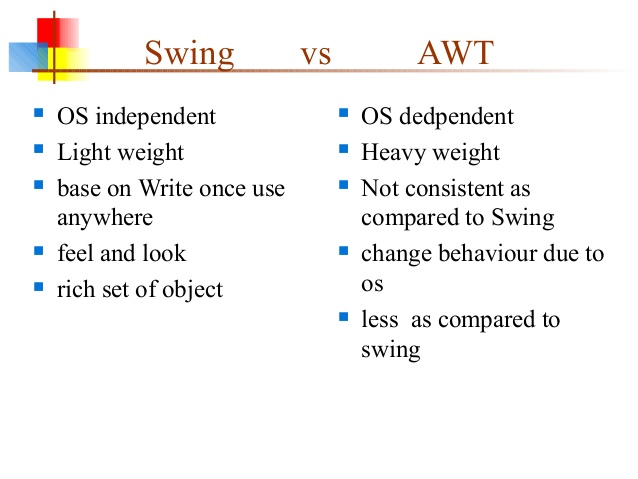 Swing vs AWT
OS independent
Light weight
base on Write once use
anywhere
feel and look
rich set of object
OS dedpendent
Heavy weight
Not consistent as
compared to Swing
change behaviour due to
os
less as compared to
swing